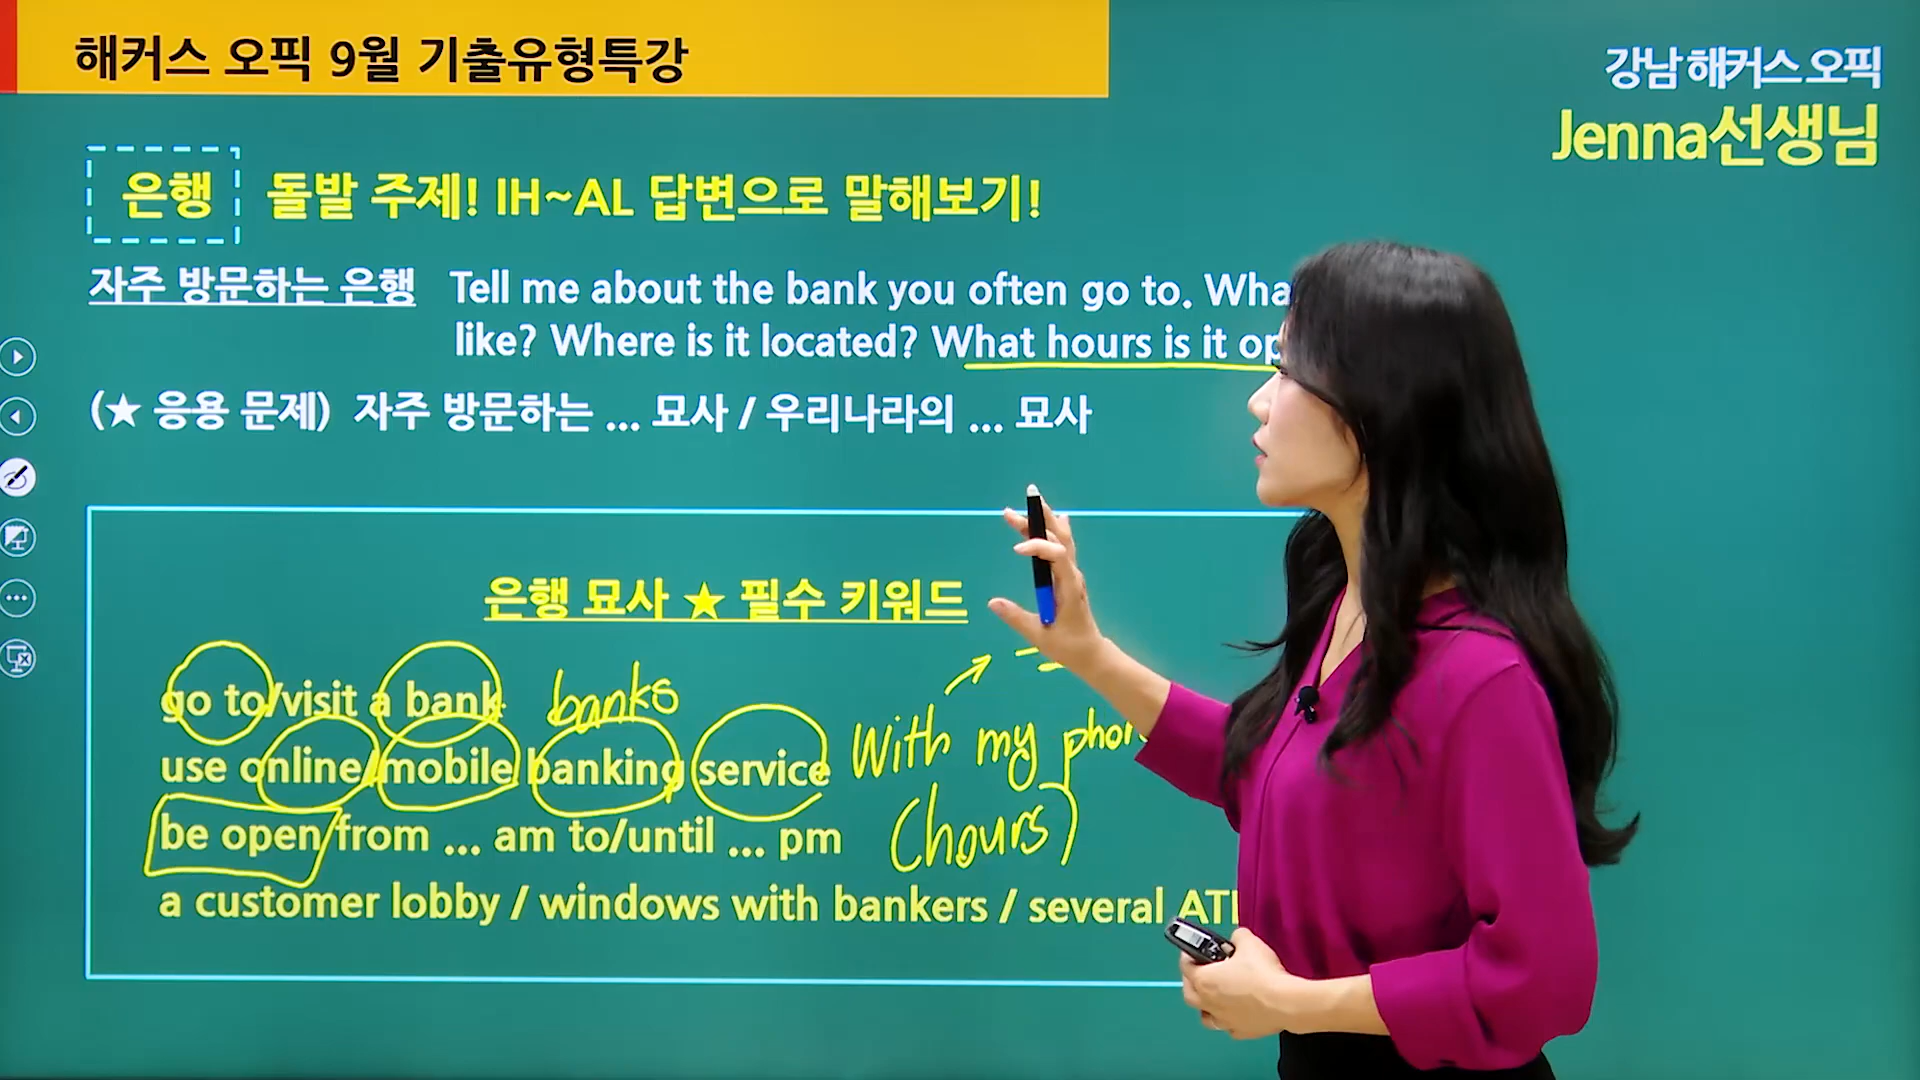 해커스 오픽 9월 기출유형특강
강남 해커스 오픽
Jenna선생님
은행 돌발 주제! IH~AL 답변으로 말해보기!
자주 방문하는 은행 Tell me about the bank you often go to.
like? Where is it located? What hours is it
(★ 응용 문제) 자주 방문하는 ... 묘사 / 우리나라의 ... 묘사
은행 묘사 ★ 필수 키워드
go to/visit a bank banks
use online/mobile banking service with my
be open from ... am to/until ... pm (hours)
a customer lobby / windows with bankers / several